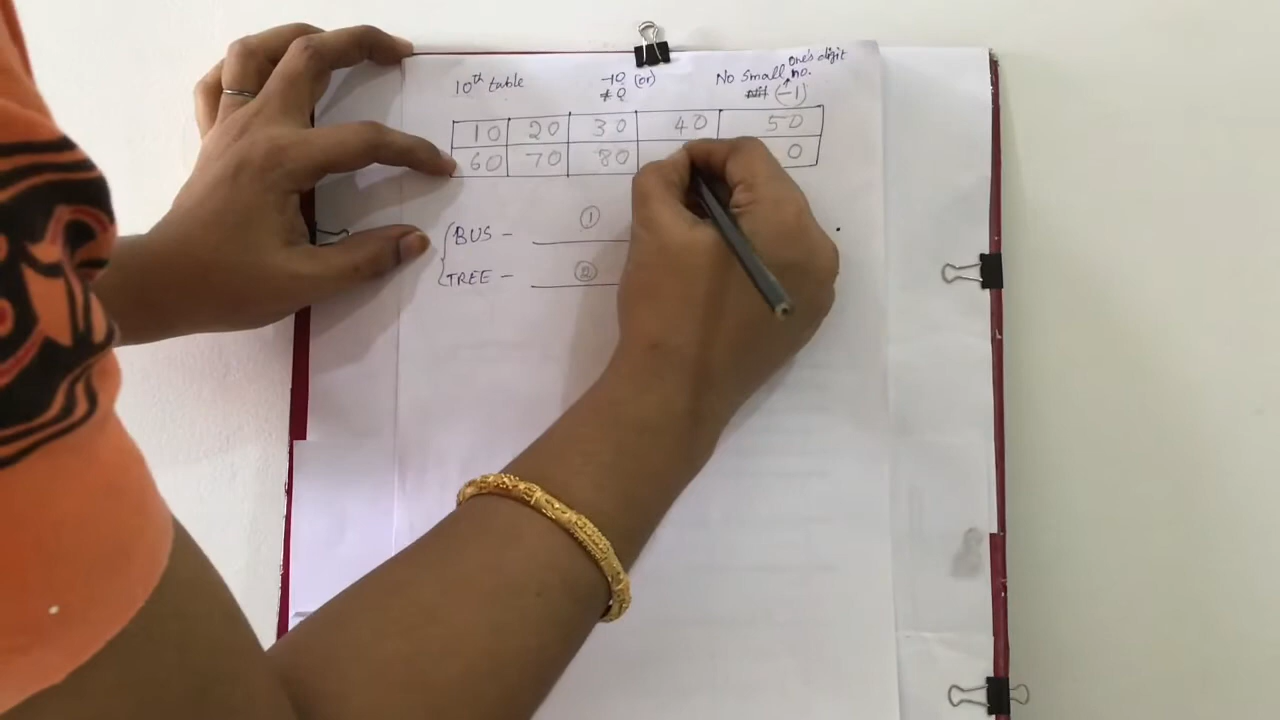 10th table -10 (or) No small no. one's digit
(-1)
10 20 30 40 50
60 70 80 0
BUS - ①
TREE - ②